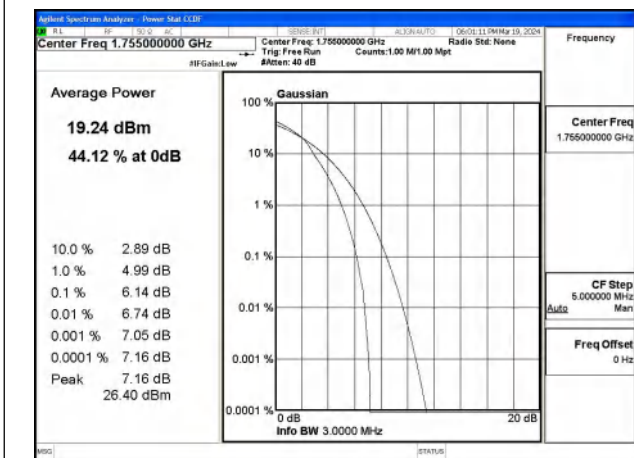 Agilent Spectrum Analyzer - Power Stat CCDF
RL RF 50 Ω AC SENSE:INT ALIGN AUTO 06:01:11 PM Mar 19, 2024
Center Freq 1.755000000 GHz
Center Freq: 1.755000000 GHz Radio Std: None
Trig: Free Run Counts:1.00 M/1.00 Mpt
#IFGain:Low #Atten: 40 dB
Frequency
Average Power
19.24 dBm
44.12 % at 0dB
10.0 % 2.89 dB
1.0 % 4.99 dB
0.1 % 6.14 dB
0.01 % 6.74 dB
0.001 % 7.05 dB
0.0001 % 7.16 dB
Peak 7.16 dB
26.40 dBm
Gaussian
100 %
10 %
1 %
0.1 %
0.01 %
0.001 %
0.0001 %
0 dB 20 dB
Info BW 3.0000 MHz
Center Freq
1.755000000 GHz
CF Step
5.000000 MHz
Auto Man
Freq Offset
0 Hz
MSG STATUS